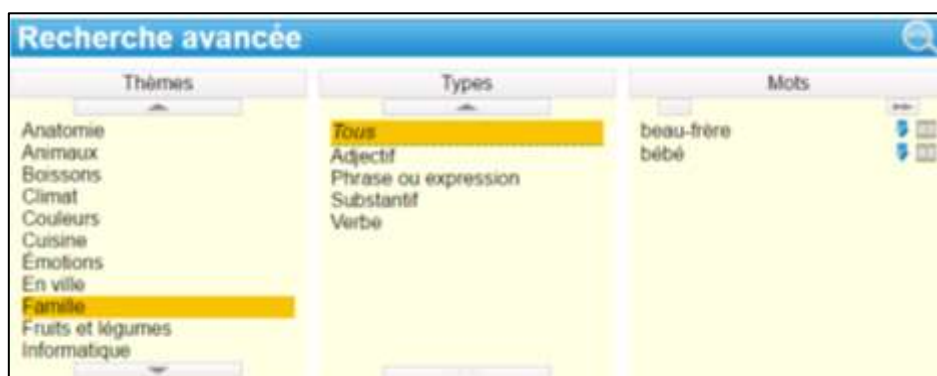 Recherche avancée
Thèmes
Types
Mots
Anatomie
Animaux
Boissons
Climat
Couleurs
Cuisine
Émotions
En ville
Famille
Fruits et légumes
Informatique
Tous
Adjectif
Phrase ou expression
Substantif
Verbe
beau-frère
bébé